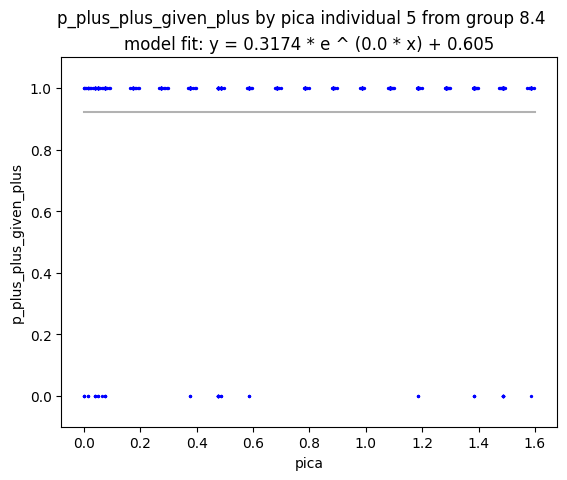 p_plus_plus_given_plus by pica individual 5 from group 8.4
model fit: y = 0.3174 * e ^ (0.0 * x) + 0.605
1.0
0.8
0.6
0.4
0.2
0.0
p_plus_plus_given_plus
0.0 0.2 0.4 0.6 0.8 1.0 1.2 1.4 1.6
pica